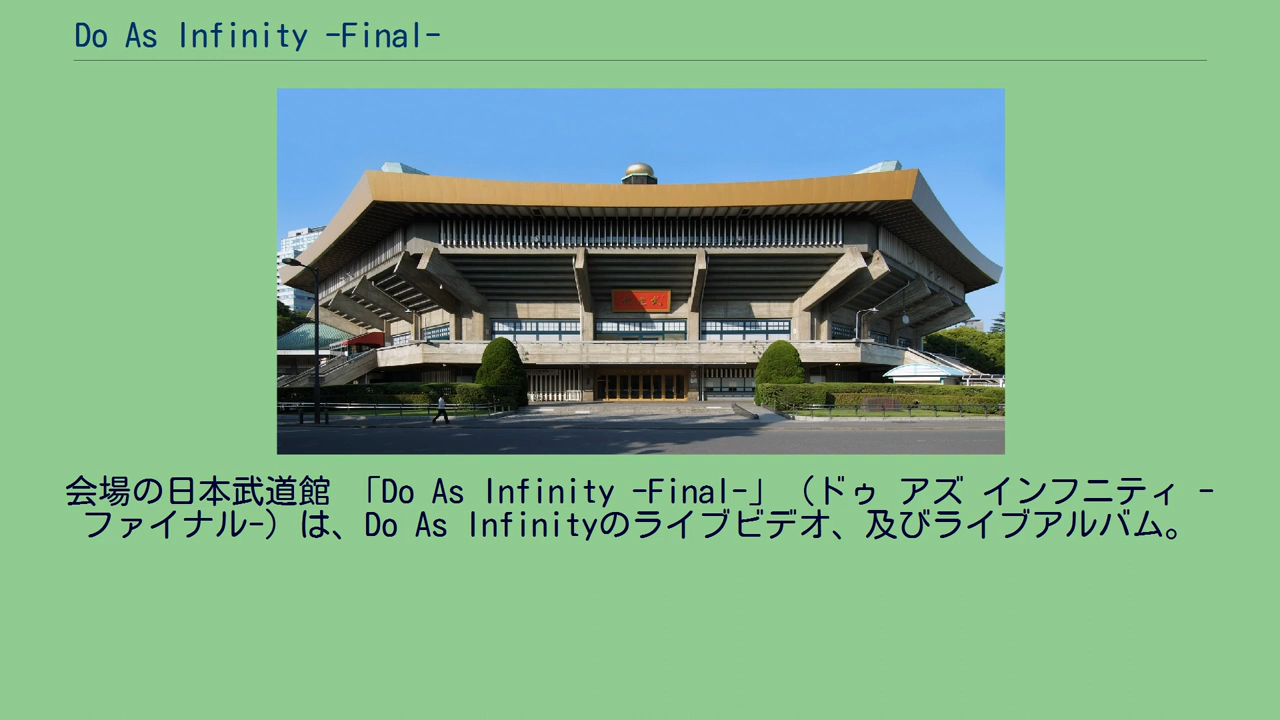 Do As Infinity -Final-
会場の日本武道館 「Do As Infinity -Final-」（ドゥ アズ インフニティ -
ファイナル-）は、Do As Infinityのライブビデオ、及びライブアルバム。